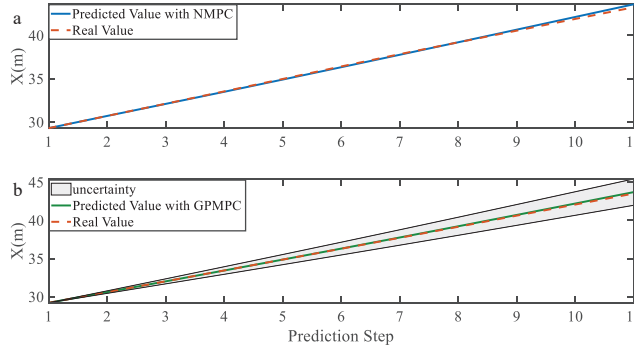 a
Predicted Value with NMPC
Real Value
40
35
30
X(m)
1 2 3 4 5 6 7 8 9 10 1
b
uncertainty
Predicted Value with GPMPC
Real Value
45
40
35
30
X(m)
1 2 3 4 5 6 7 8 9 10 1
Prediction Step